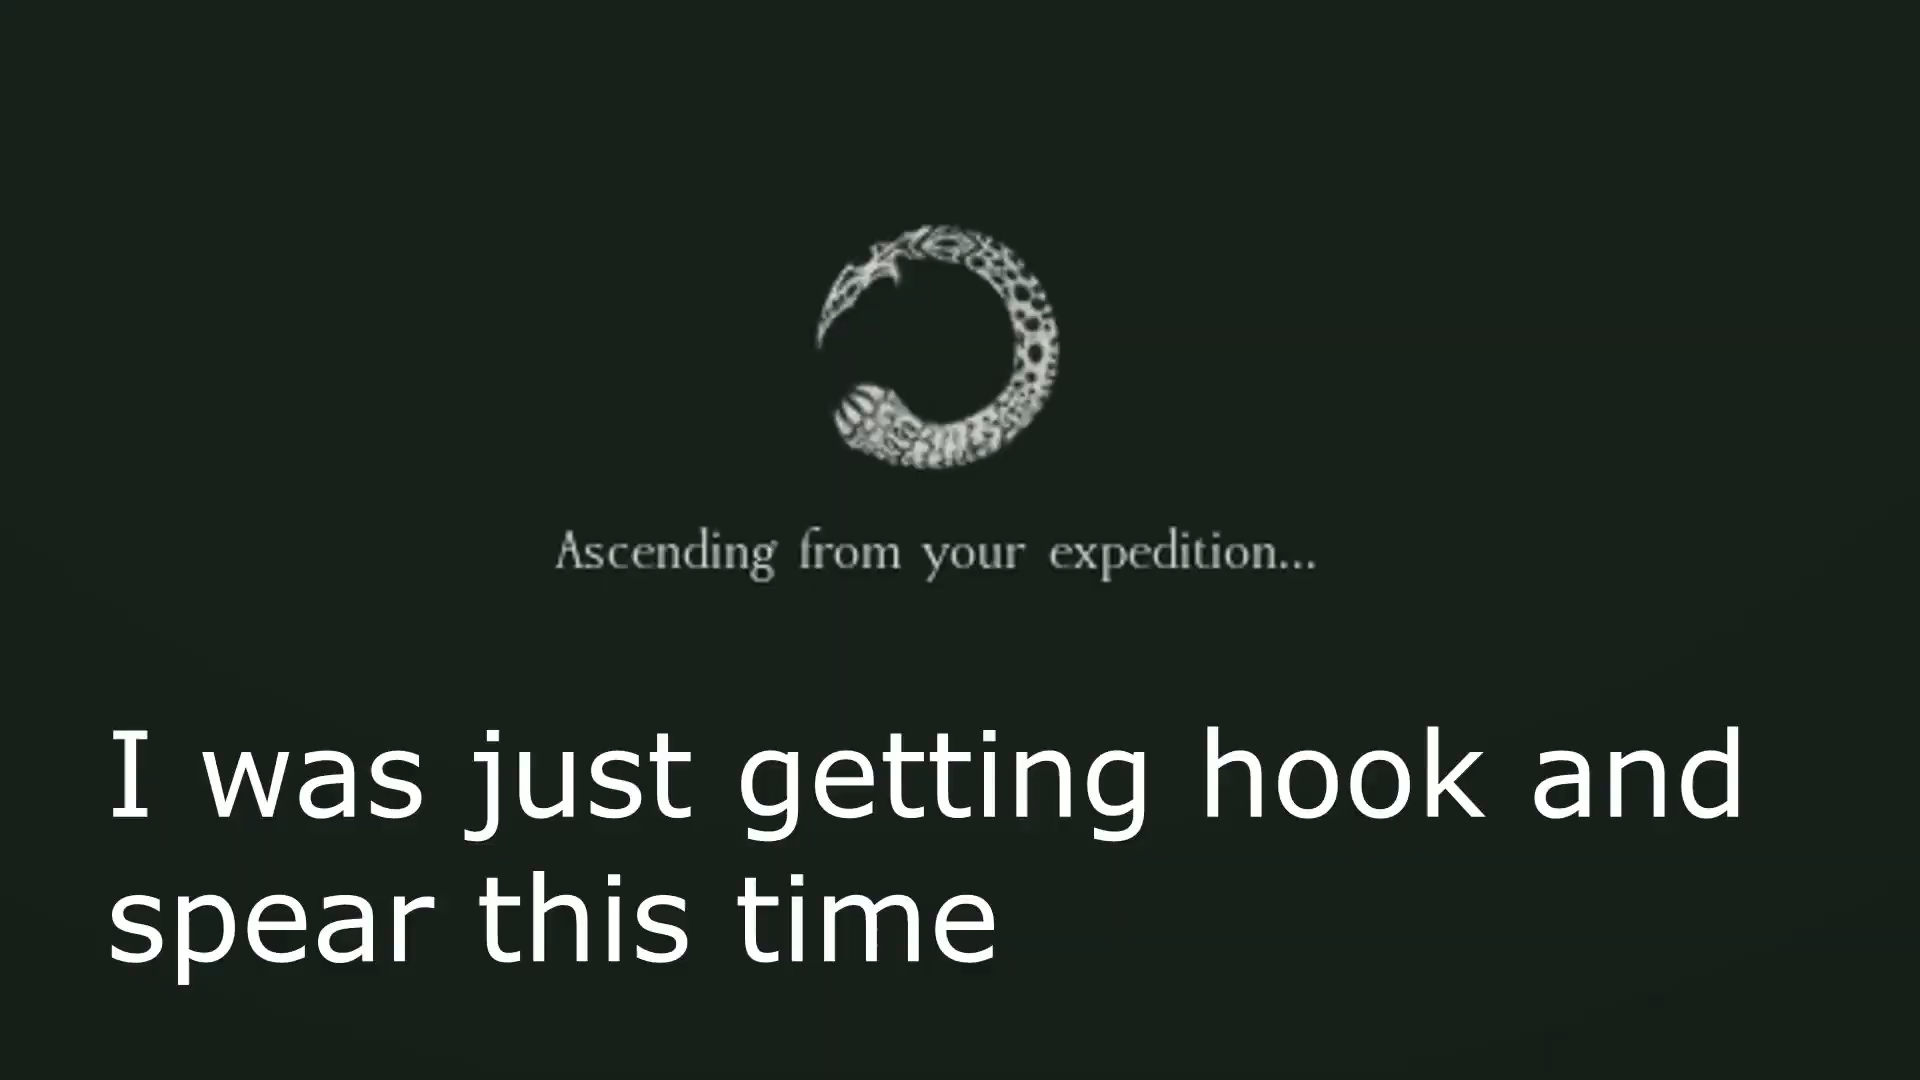 Ascending from your expedition...
I was just getting hook and
spear this time